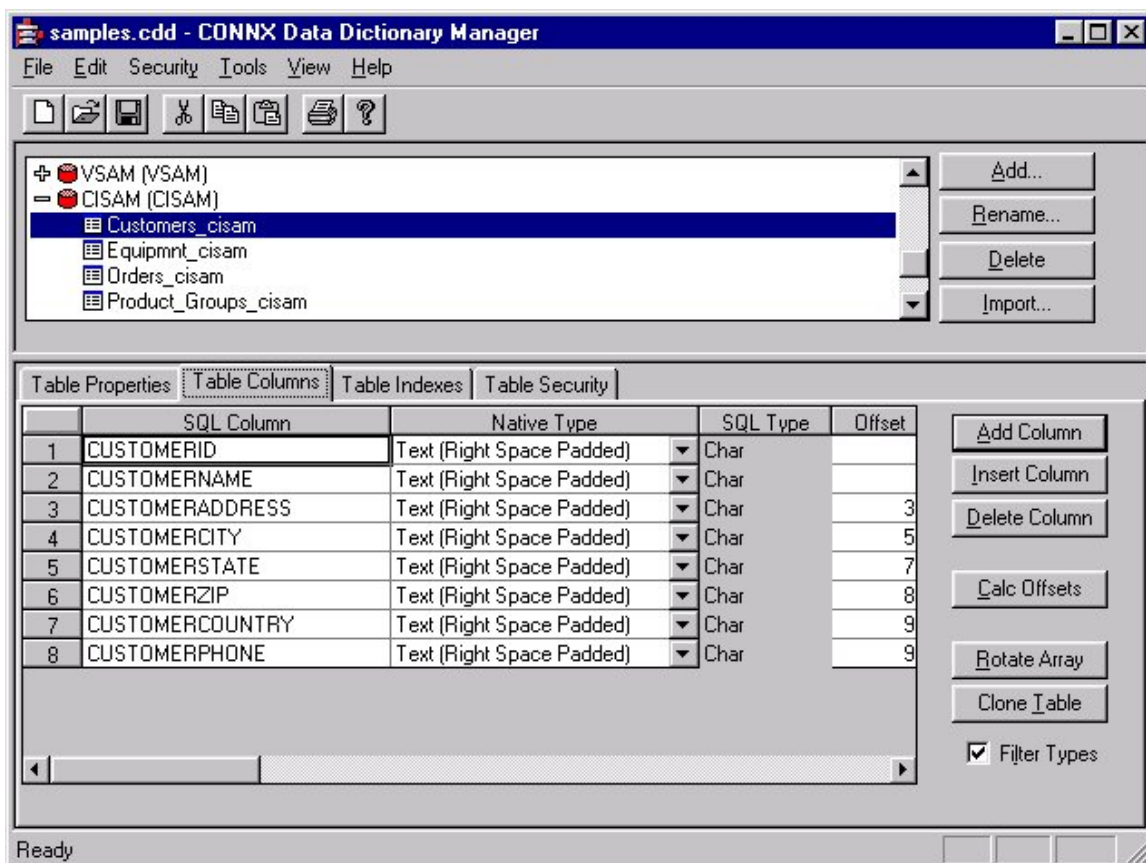 samples.cdd - CONNX Data Dictionary Manager
File Edit Security Tools View Help
VSAM (VSAM)
CISAM (CISAM)
Customers_cisam
Equipmnt_cisam
Orders_cisam
Product_Groups_cisam
Add...
Rename...
Delete
Import...
Table Properties Table Columns Table Indexes Table Security
SQL Column Native Type SQL Type Offset
1 CUSTOMERID Text (Right Space Padded) Char
2 CUSTOMERNAME Text (Right Space Padded) Char
3 CUSTOMERADDRESS Text (Right Space Padded) Char 3
4 CUSTOMERCITY Text (Right Space Padded) Char 5
5 CUSTOMERSTATE Text (Right Space Padded) Char 7
6 CUSTOMERZIP Text (Right Space Padded) Char 8
7 CUSTOMERCOUNTRY Text (Right Space Padded) Char 9
8 CUSTOMERPHONE Text (Right Space Padded) Char 9
Add Column
Insert Column
Delete Column
Calc Offsets
Rotate Array
Clone Table
Filter Types
Ready